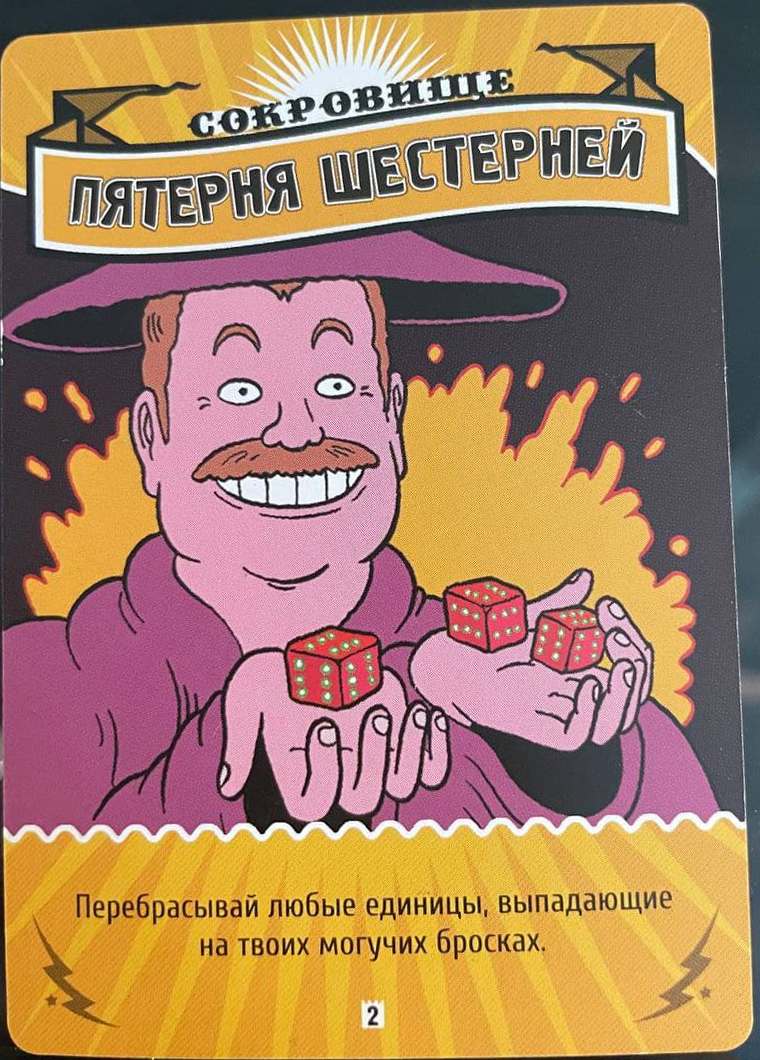 СОКРОВИЩЕ
ПЯТЕРНЯ ШЕСТЕРНЕЙ
Перебрасывай любые единицы, выпадающие
на твоих могучих бросках.
2